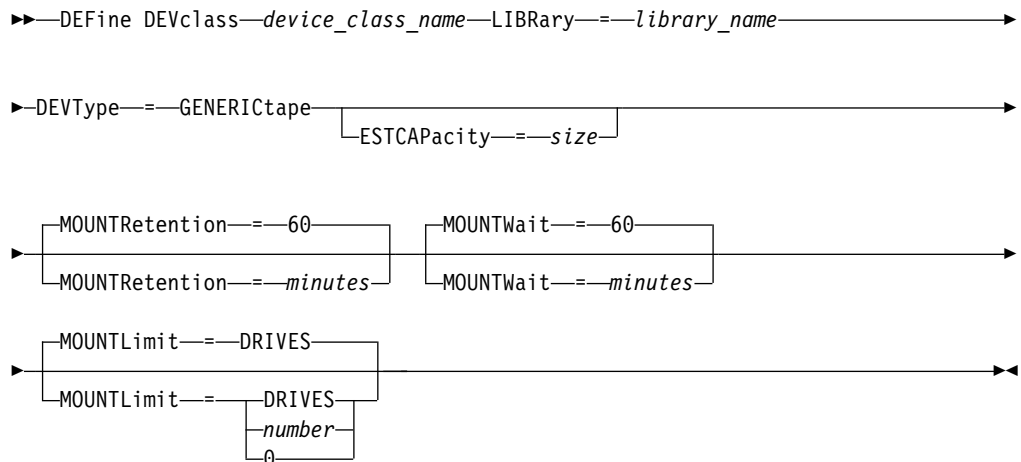 DEFine DEVclass device_class_name LIBRary = library_name
DEVType = GENERICtape
ESTCAPacity = size
MOUNTRetention = 60 MOUNTWait = 60
MOUNTRetention = minutes MOUNTWait = minutes
MOUNTLimit = DRIVES
MOUNTLimit = DRIVES
number
0